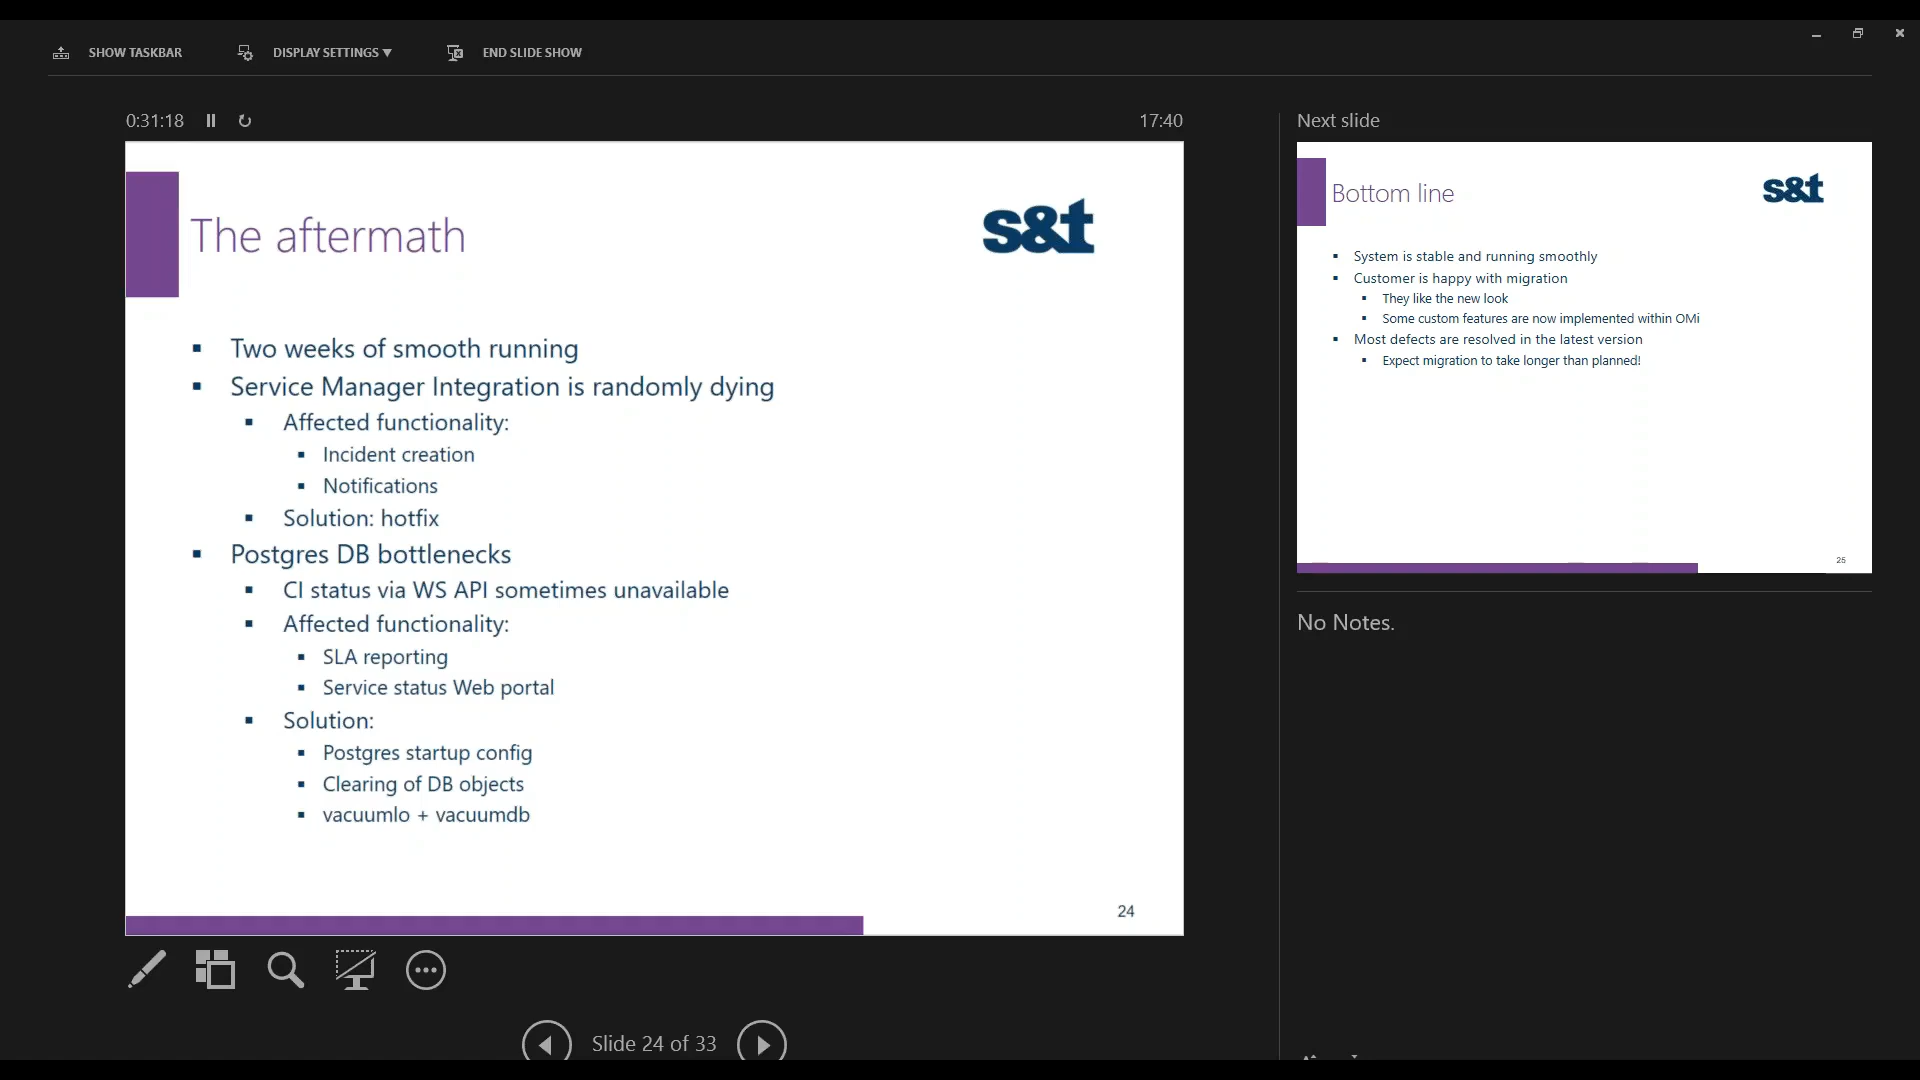 SHOW TASKBAR
DISPLAY SETTINGS ▼
END SLIDE SHOW
0:31:18
17:40
The aftermath
s&t
▪ Two weeks of smooth running
▪ Service Manager Integration is randomly dying
▪ Affected functionality:
▪ Incident creation
▪ Notifications
▪ Solution: hotfix
▪ Postgres DB bottlenecks
▪ CI status via WS API sometimes unavailable
▪ Affected functionality:
▪ SLA reporting
▪ Service status Web portal
▪ Solution:
▪ Postgres startup config
▪ Clearing of DB objects
▪ vacuumlo + vacuumdb
24
Slide 24 of 33
Next slide
Bottom line
s&t
▪ System is stable and running smoothly
▪ Customer is happy with migration
▪ They like the new look
▪ Some custom features are now implemented within OMi
▪ Most defects are resolved in the latest version
▪ Expect migration to take longer than planned!
25
No Notes.